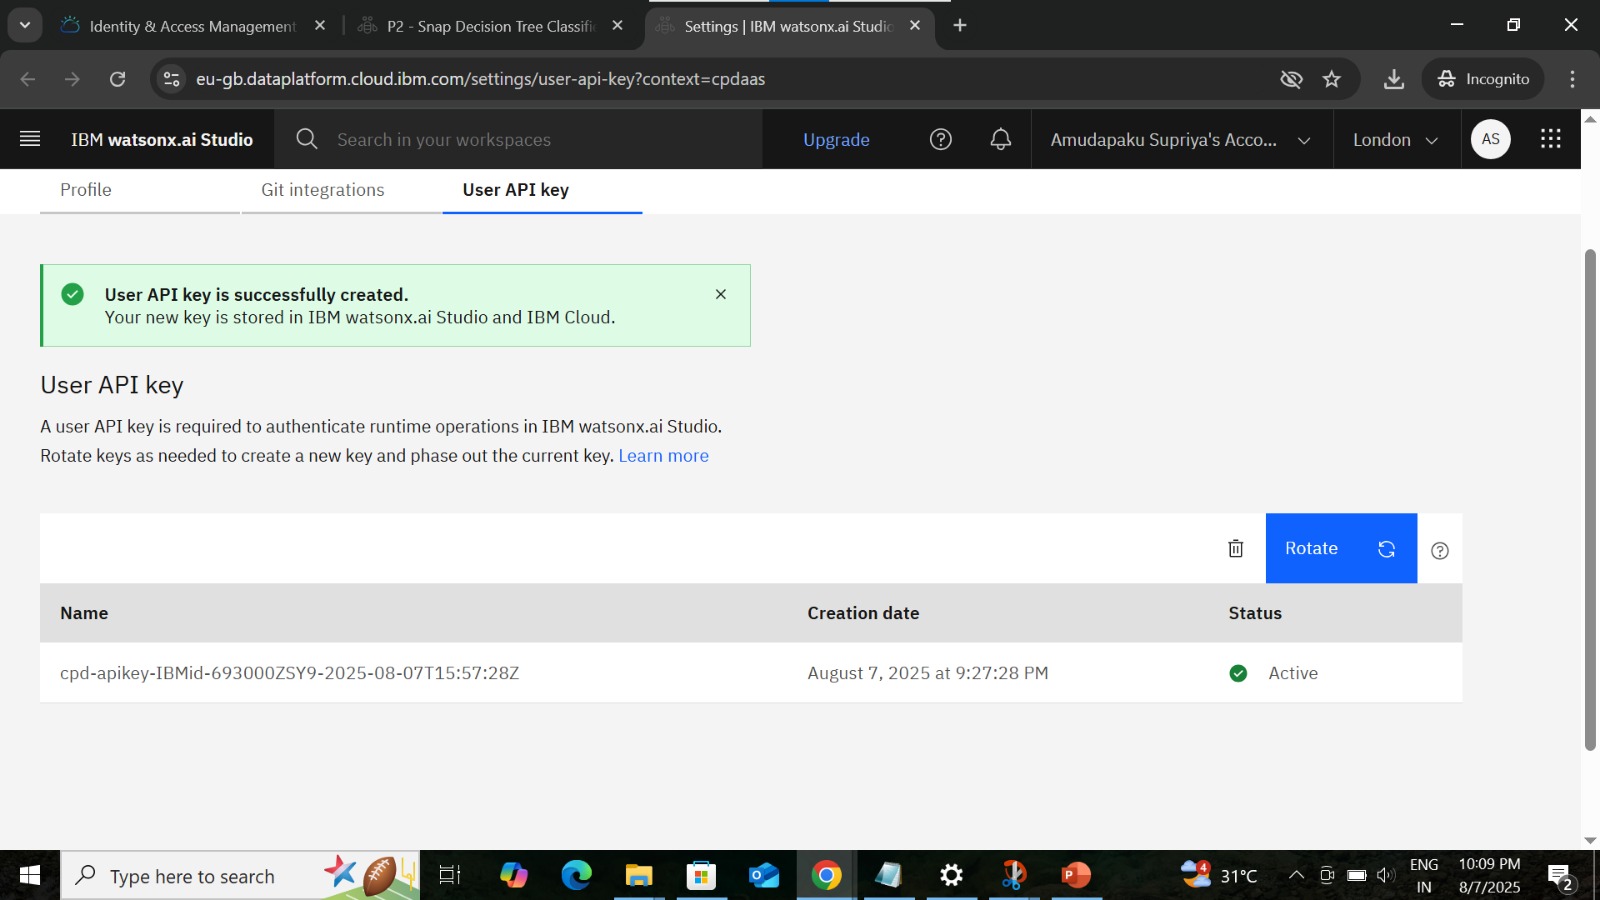 Identity & Access Management
P2 - Snap Decision Tree Classifi
Settings | IBM watsonx.ai Studio
eu-gb.dataplatform.cloud.ibm.com/settings/user-api-key?context=cpdaas
Incognito
IBM watsonx.ai Studio
Search in your workspaces
Upgrade
Amudapaku Supriya's Acco...
London
AS
Profile
Git integrations
User API key
User API key is successfully created.
Your new key is stored in IBM watsonx.ai Studio and IBM Cloud.
User API key
A user API key is required to authenticate runtime operations in IBM watsonx.ai Studio.
Rotate keys as needed to create a new key and phase out the current key. Learn more
Rotate
Name Creation date Status
cpd-apikey-IBMid-693000ZSY9-2025-08-07T15:57:28Z August 7, 2025 at 9:27:28 PM Active
Type here to search
4
31°C
ENG
IN
10:09 PM
8/7/2025
2